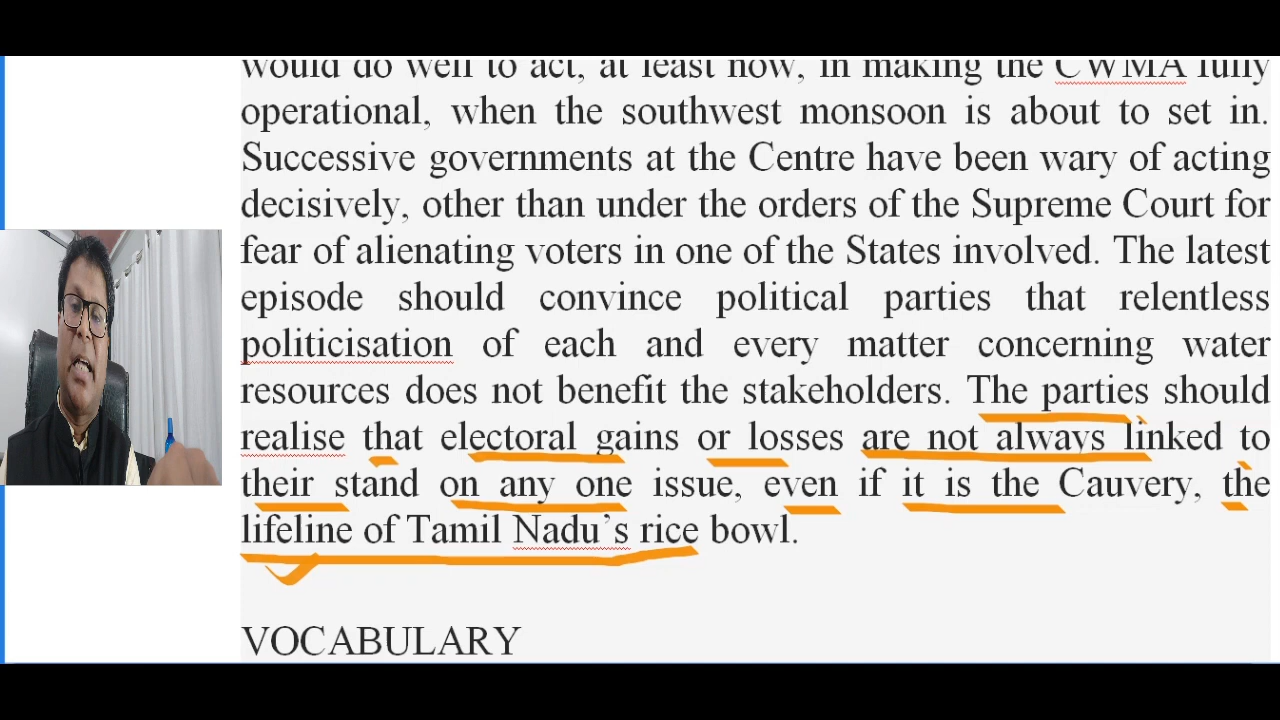 would do well to act, at least now, in making the CWMA fully
operational, when the southwest monsoon is about to set in.
Successive governments at the Centre have been wary of acting
decisively, other than under the orders of the Supreme Court for
fear of alienating voters in one of the States involved. The latest
episode should convince political parties that relentless
politicisation of each and every matter concerning water
resources does not benefit the stakeholders. The parties should
realise that electoral gains or losses are not always linked to
their stand on any one issue, even if it is the Cauvery, the
lifeline of Tamil Nadu’s rice bowl.
VOCABULARY